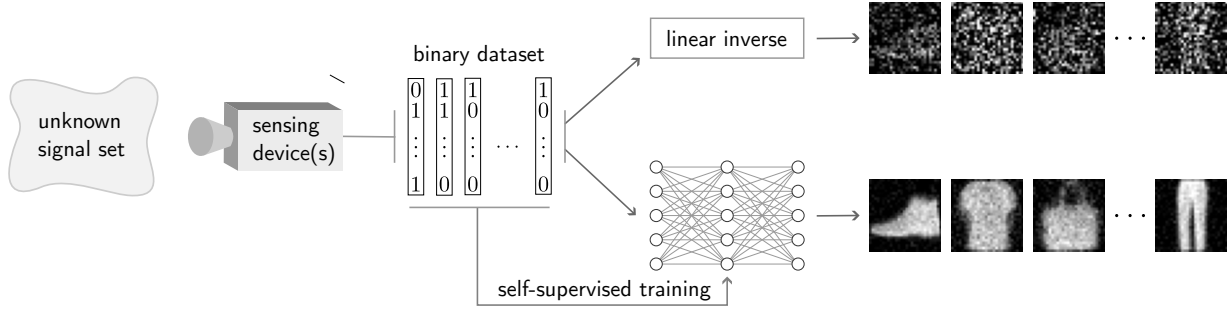 unknown
signal set
sensing
device(s)
binary dataset
0 1 1 1
1 1 0 0
⋮ ⋮ ⋮ ··· ⋮
1 0 0 0
linear inverse
···
···
self-supervised training